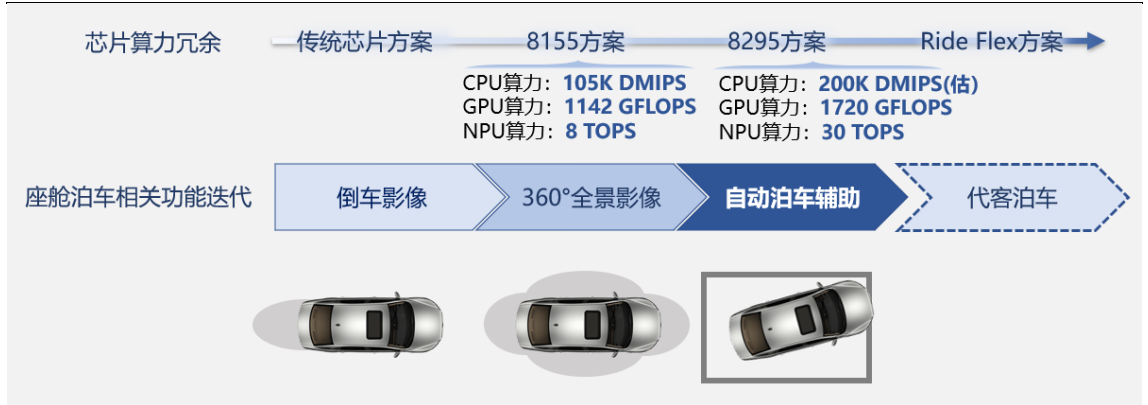 芯片算力冗余 传统芯片方案 8155方案 8295方案 Ride Flex方案
CPU算力：105K DMIPS CPU算力：200K DMIPS(估)
GPU算力：1142 GFLOPS GPU算力：1720 GFLOPS
NPU算力：8 TOPS NPU算力：30 TOPS
座舱泊车相关功能迭代 倒车影像 360°全景影像 自动泊车辅助 代客泊车